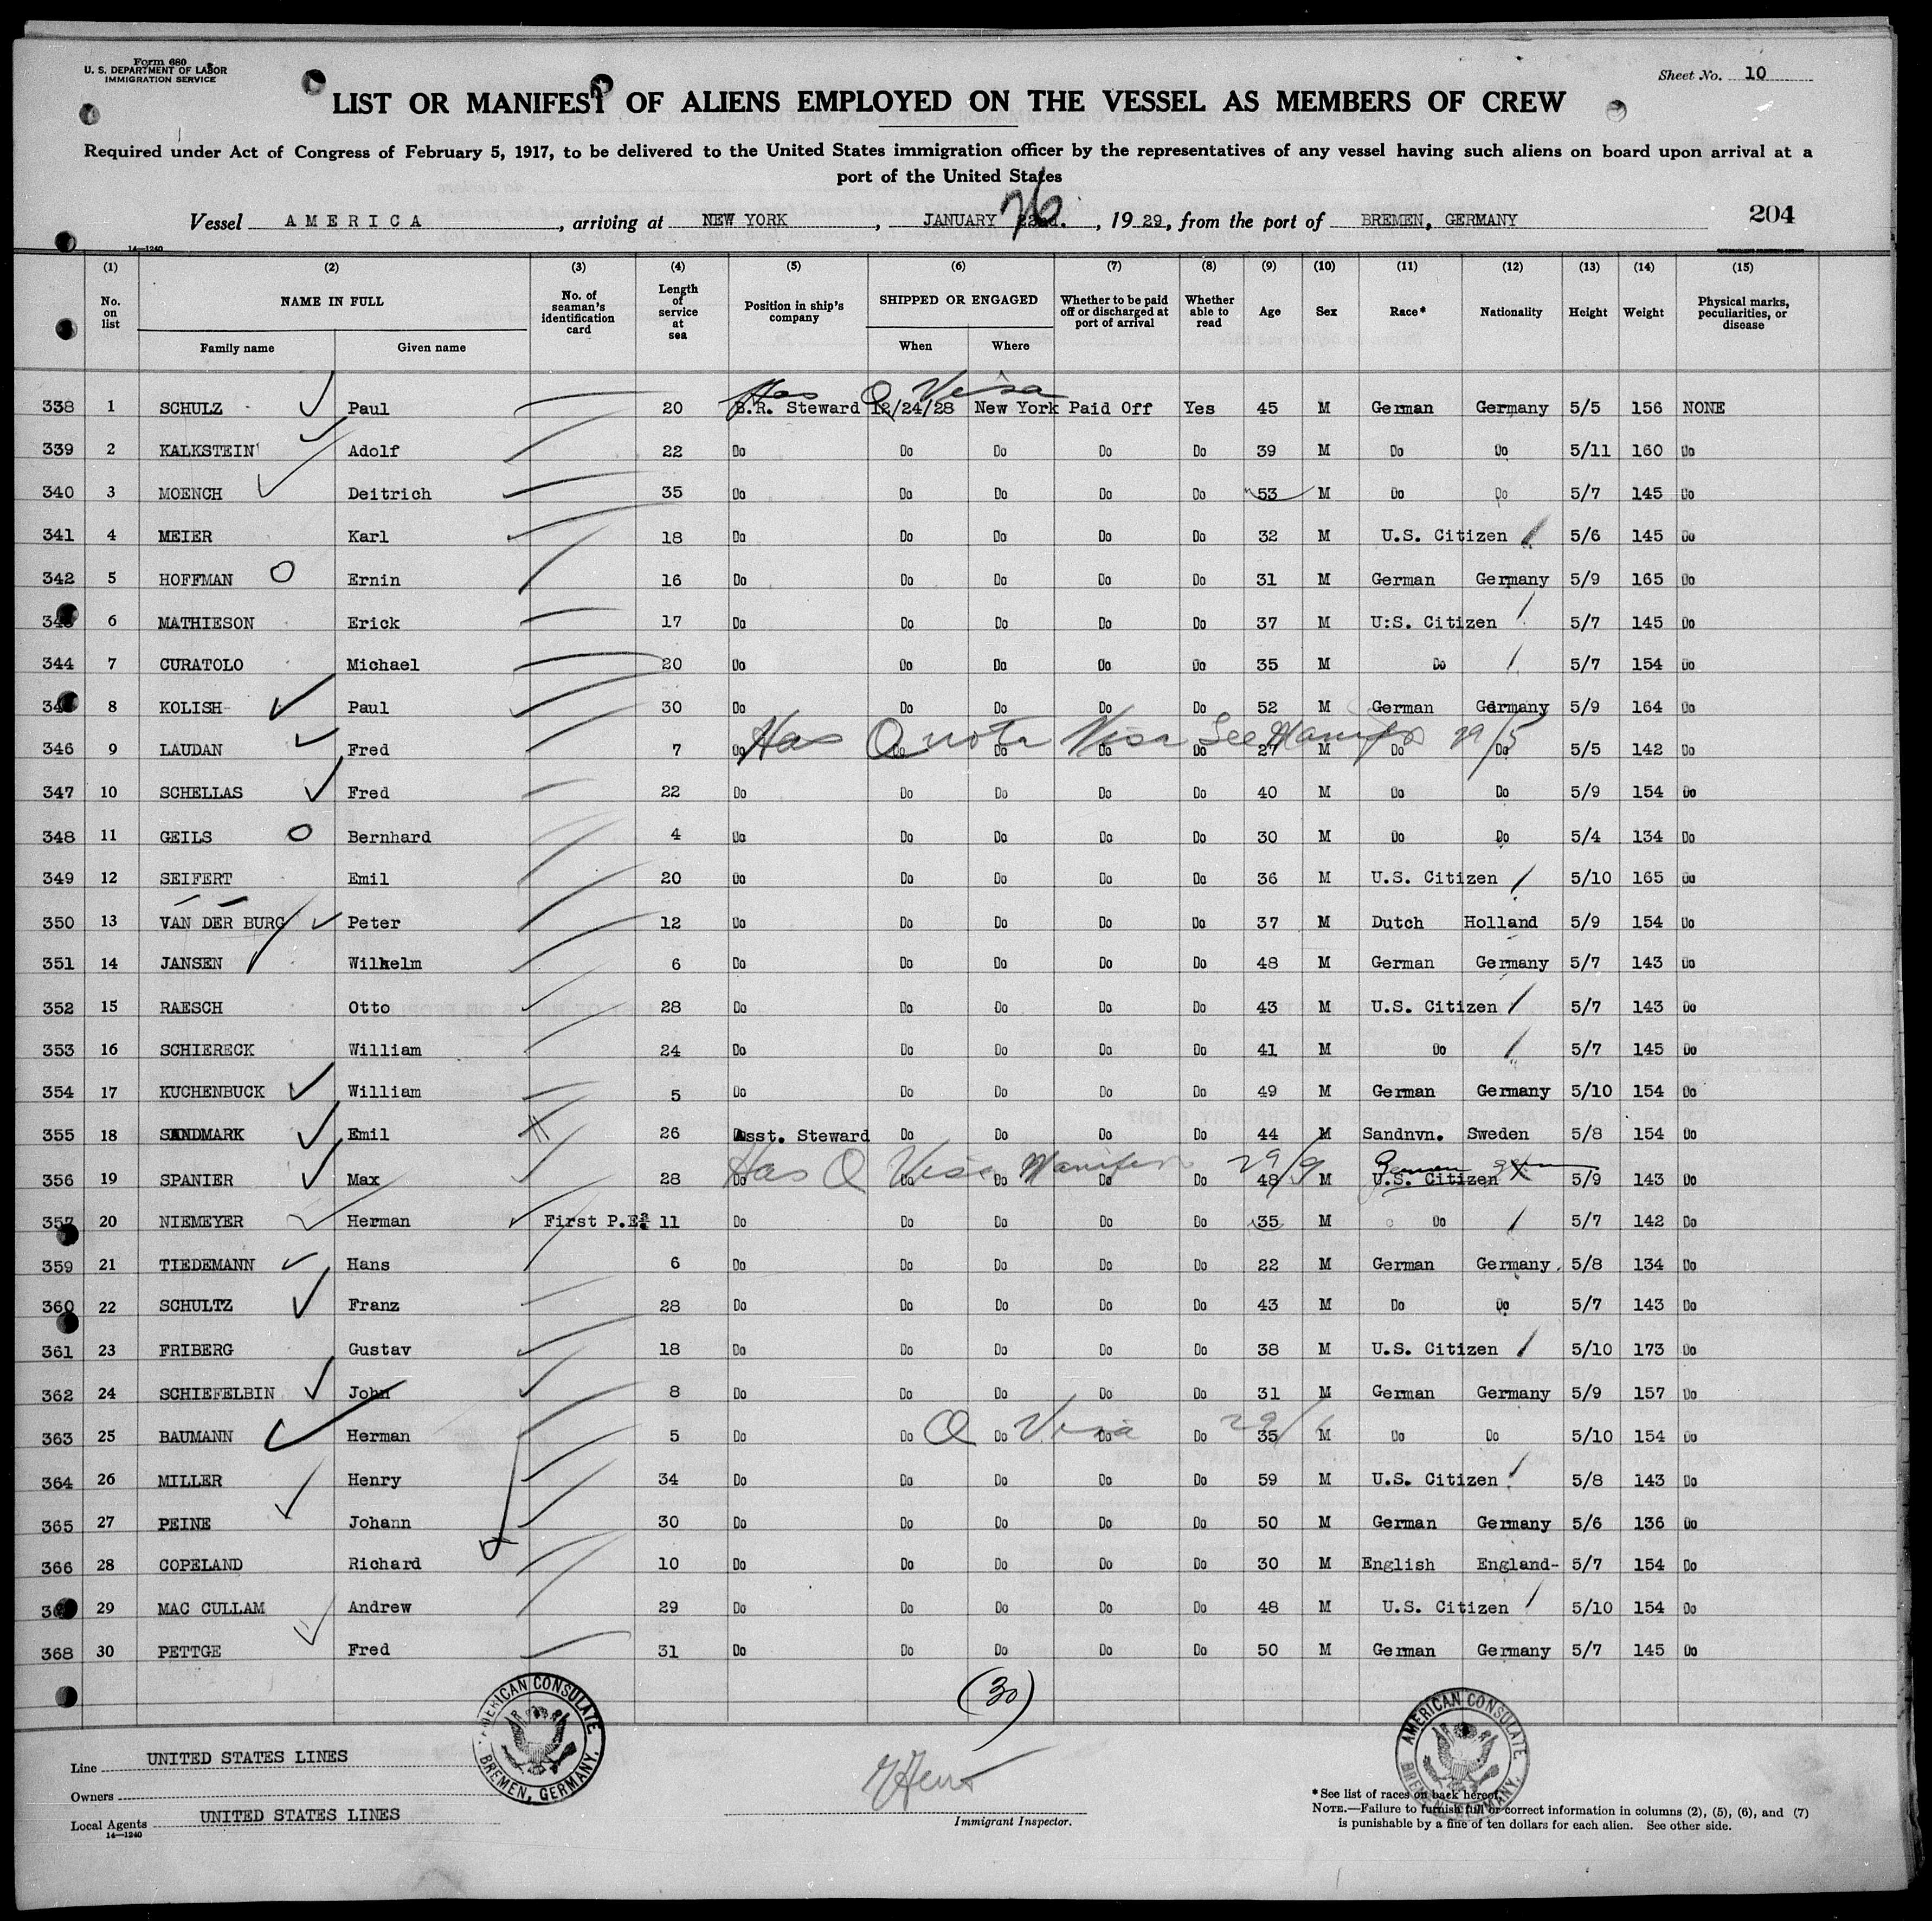 Form 680
U. S. DEPARTMENT OF LABOR
IMMIGRATION SERVICE
Sheet No. 10
LIST OR MANIFEST OF ALIENS EMPLOYED ON THE VESSEL AS MEMBERS OF CREW
Required under Act of Congress of February 5, 1917, to be delivered to the United States immigration officer by the representatives of any vessel having such aliens on board upon arrival at a
port of the United States
26
Vessel AMERICA, arriving at NEW YORK, JANUARY 22nd., 1929, from the port of BREMEN, GERMANY 204
14—1240
(1) (2) (3) (4) (5) (6) (7) (8) (9) (10) (11) (12) (13) (14) (15)
No. on list NAME IN FULL Family name Given name No. of seaman's identification card Length of service at sea Position in ship's company SHIPPED OR ENGAGED When Where Whether to be paid off or discharged at port of arrival Whether able to read Age Sex Race* Nationality Height Weight Physical marks, peculiarities, or disease
Has Q Visa
338 1 SCHULZ Paul 20 B.R. Steward 12/24/28 New York Paid Off Yes 45 M German Germany 5/5 156 NONE
339 2 KALKSTEIN Adolf 22 Do Do Do Do Do 39 M Do Do 5/11 160 Do
340 3 MOENCH Deitrich 35 Do Do Do Do Do 53 M Do Do 5/7 145 Do
341 4 MEIER Karl 18 Do Do Do Do Do 32 M U.S. Citizen 5/6 145 Do
342 5 HOFFMAN Ernin 16 Do Do Do Do Do 31 M German Germany 5/9 165 Do
6 MATHIESON Erick 17 Do Do Do Do Do 37 M U:S. Citizen 5/7 145 Do
344 7 CURATOLO Michael 20 Do Do Do Do Do 35 M Do 5/7 154 Do
8 KOLISH Paul 30 Do Do Do Do Do 52 M German Germany 5/9 164 Do
Has Quota Visa See Manifes 29/5
346 9 LAUDAN Fred 7 Do Do Do Do Do 27 M Do Do 5/5 142 Do
347 10 SCHELLAS Fred 22 Do Do Do Do Do 40 M Do Do 5/9 154 Do
348 11 GEILS Bernhard 4 Do Do Do Do Do 30 M Do Do 5/4 134 Do
349 12 SEIFERT Emil 20 Do Do Do Do Do 36 M U.S. Citizen 5/10 165 Do
350 13 VAN DER BURG Peter 12 Do Do Do Do Do 37 M Dutch Holland 5/9 154 Do
351 14 JANSEN Wilhelm 6 Do Do Do Do Do 48 M German Germany 5/7 143 Do
352 15 RAESCH Otto 28 Do Do Do Do Do 43 M U.S. Citizen 5/7 143 Do
353 16 SCHIERECK William 24 Do Do Do Do Do 41 M Do 5/7 145 Do
354 17 KUCHENBUCK William 5 Do Do Do Do Do 49 M German Germany 5/10 154 Do
355 18 SANDMARK Emil 26 Asst. Steward Do Do Do Do 44 M Sandnvn. Sweden 5/8 154 Do
Has Q Visa Manifes 29/9 German
356 19 SPANIER Max 28 Do Do Do Do Do 48 M U.S. Citizen 5/9 143 Do
357 20 NIEMEYER Herman First P.E. 11 Do Do Do Do Do 35 M Do 5/7 142 Do
359 21 TIEDEMANN Hans 6 Do Do Do Do Do 22 M German Germany. 5/8 134 Do
360 22 SCHULTZ Franz 28 Do Do Do Do Do 43 M Do Do 5/7 143 Do
361 23 FRIBERG Gustav 18 Do Do Do Do Do 38 M U.S. Citizen 5/10 173 Do
362 24 SCHIEFELBIN John 8 Do Do Do Do Do 31 M German Germany 5/9 157 Do
Q Visa
363 25 BAUMANN Herman 5 Do Do Do Do Do 35 M Do Do 5/10 154 Do
364 26 MILLER Henry 34 Do Do Do Do Do 59 M U.S. Citizen 5/8 143 Do
365 27 PEINE Johann 30 Do Do Do Do Do 50 M German Germany 5/6 136 Do
366 28 COPELAND Richard 10 Do Do Do Do Do 30 M English England- 5/7 154 Do
29 MAC CULLAM Andrew 29 Do Do Do Do Do 48 M U.S. Citizen 5/10 154 Do
368 30 PETTGE Fred 31 Do Do Do Do Do 50 M German Germany 5/7 145 Do
(30)
AMERICAN CONSULATE
BREMEN, GERMANY.
AMERICAN CONSULATE
BREMEN, GERMANY.
Line UNITED STATES LINES
Owners
Local Agents UNITED STATES LINES
14—1240
Immigrant Inspector.
*See list of races on back hereof.
NOTE.—Failure to furnish full or correct information in columns (2), (5), (6), and (7)
is punishable by a fine of ten dollars for each alien. See other side.